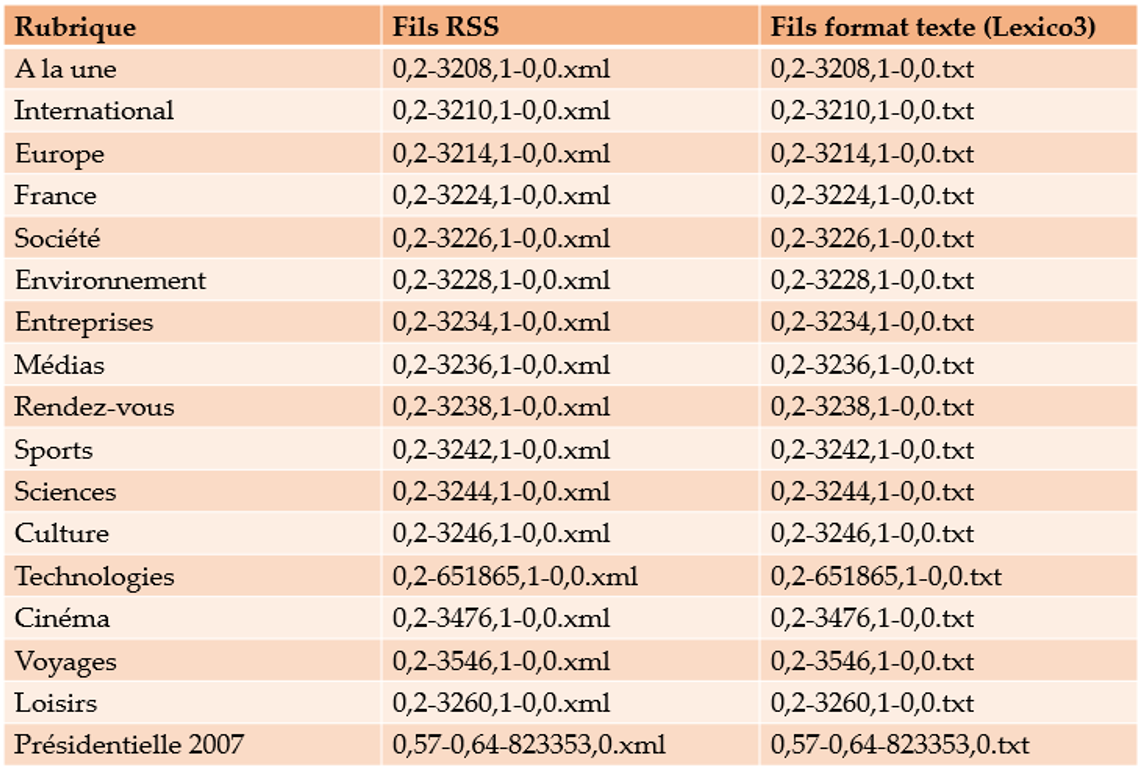 Rubrique Fils RSS Fils format texte (Lexico3)
A la une 0,2-3208,1-0,0.xml 0,2-3208,1-0,0.txt
International 0,2-3210,1-0,0.xml 0,2-3210,1-0,0.txt
Europe 0,2-3214,1-0,0.xml 0,2-3214,1-0,0.txt
France 0,2-3224,1-0,0.xml 0,2-3224,1-0,0.txt
Société 0,2-3226,1-0,0.xml 0,2-3226,1-0,0.txt
Environnement 0,2-3228,1-0,0.xml 0,2-3228,1-0,0.txt
Entreprises 0,2-3234,1-0,0.xml 0,2-3234,1-0,0.txt
Médias 0,2-3236,1-0,0.xml 0,2-3236,1-0,0.txt
Rendez-vous 0,2-3238,1-0,0.xml 0,2-3238,1-0,0.txt
Sports 0,2-3242,1-0,0.xml 0,2-3242,1-0,0.txt
Sciences 0,2-3244,1-0,0.xml 0,2-3244,1-0,0.txt
Culture 0,2-3246,1-0,0.xml 0,2-3246,1-0,0.txt
Technologies 0,2-651865,1-0,0.xml 0,2-651865,1-0,0.txt
Cinéma 0,2-3476,1-0,0.xml 0,2-3476,1-0,0.txt
Voyages 0,2-3546,1-0,0.xml 0,2-3546,1-0,0.txt
Loisirs 0,2-3260,1-0,0.xml 0,2-3260,1-0,0.txt
Présidentielle 2007 0,57-0,64-823353,0.xml 0,57-0,64-823353,0.txt